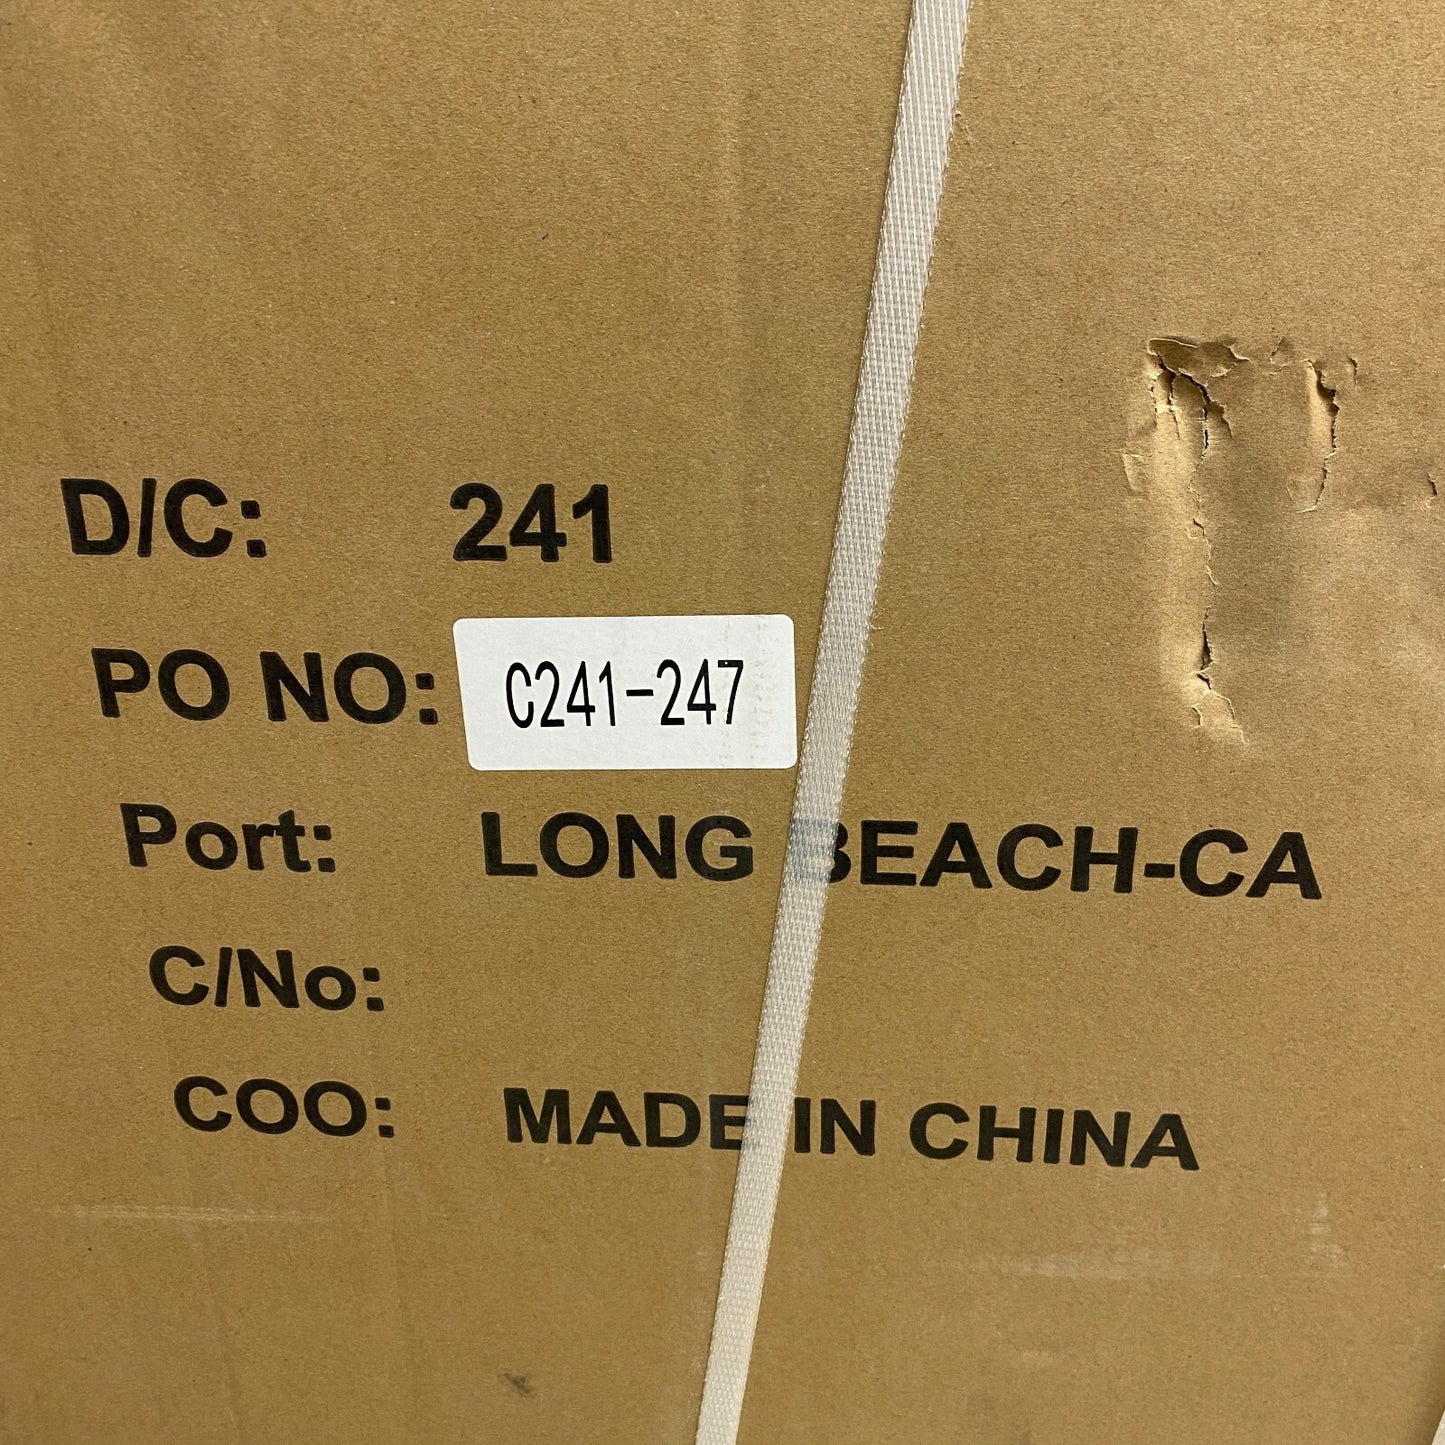 D/C: 241
PO NO: C241-247
Port: LONG BEACH-CA
C/No:
COO: MADE IN CHINA